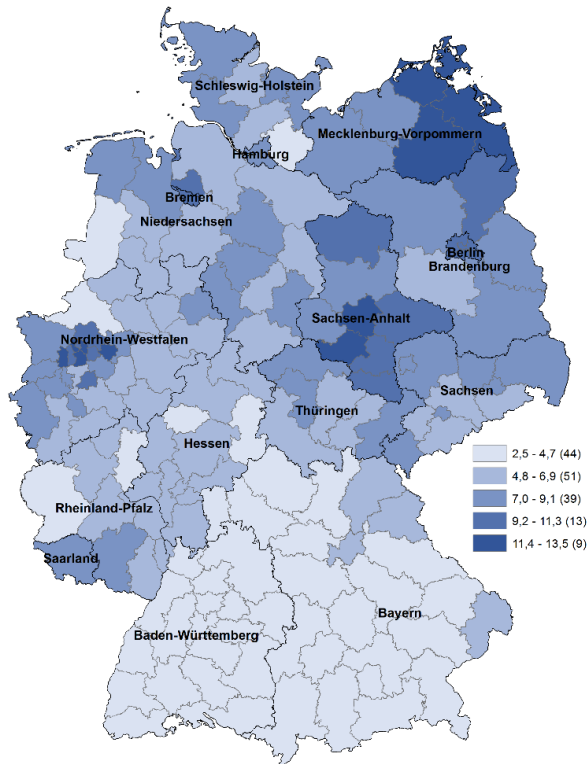 Schleswig-Holstein
Mecklenburg-Vorpommern
Hamburg
Bremen
Niedersachsen
Berlin
Brandenburg
Sachsen-Anhalt
Nordrhein-Westfalen
Sachsen
Thüringen
Hessen
2,5 - 4,7 (44)
4,8 - 6,9 (51)
7,0 - 9,1 (39)
9,2 - 11,3 (13)
11,4 - 13,5 (9)
Rheinland-Pfalz
Saarland
Bayern
Baden-Württemberg